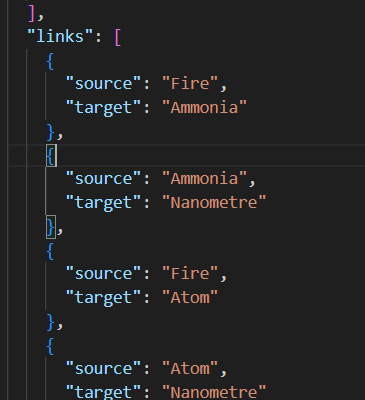 ],
"links": [
{
"source": "Fire",
"target": "Ammonia"
},
{
"source": "Ammonia",
"target": "Nanometre"
},
{
"source": "Fire",
"target": "Atom"
},
{
"source": "Atom",
"target": "Nanometre"